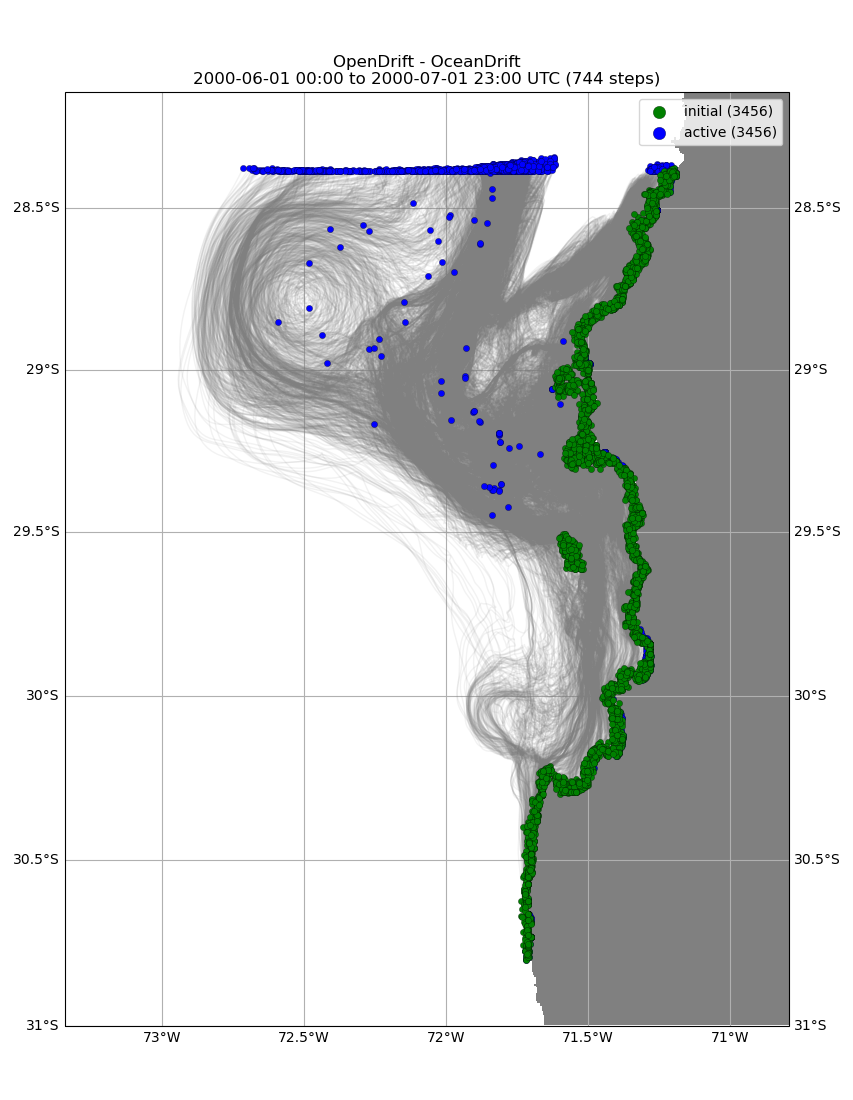 OpenDrift - OceanDrift
2000-06-01 00:00 to 2000-07-01 23:00 UTC (744 steps)
initial (3456)
active (3456)
28.5°S 28.5°S
29°S 29°S
29.5°S 29.5°S
30°S 30°S
30.5°S 30.5°S
31°S 31°S
73°W 72.5°W 72°W 71.5°W 71°W